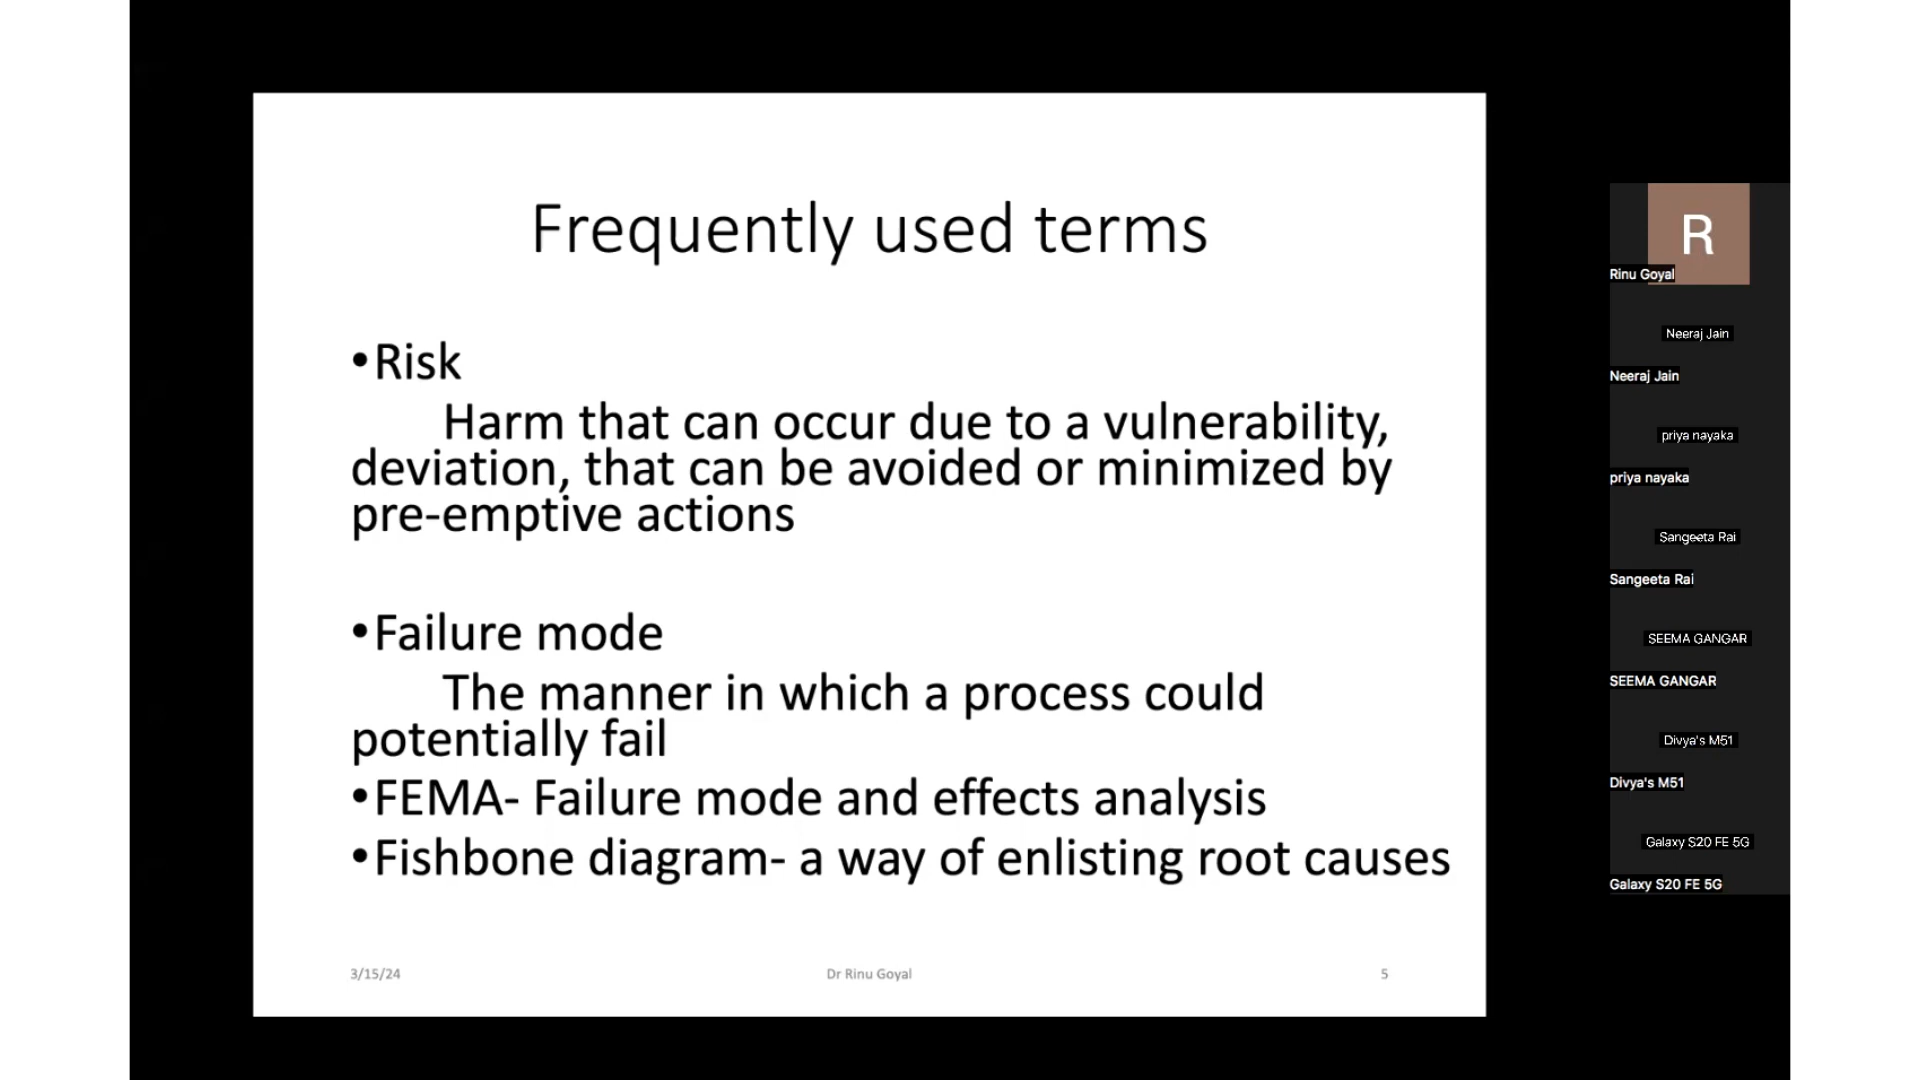 Frequently used terms
•Risk
Harm that can occur due to a vulnerability,
deviation, that can be avoided or minimized by
pre-emptive actions
•Failure mode
The manner in which a process could
potentially fail
•FEMA- Failure mode and effects analysis
•Fishbone diagram- a way of enlisting root causes
3/15/24
Dr Rinu Goyal
5
R
Rinu Goyal
Neeraj Jain
Neeraj Jain
priya nayaka
priya nayaka
Sangeeta Rai
Sangeeta Rai
SEEMA GANGAR
SEEMA GANGAR
Divya's M51
Divya's M51
Galaxy S20 FE 5G
Galaxy S20 FE 5G